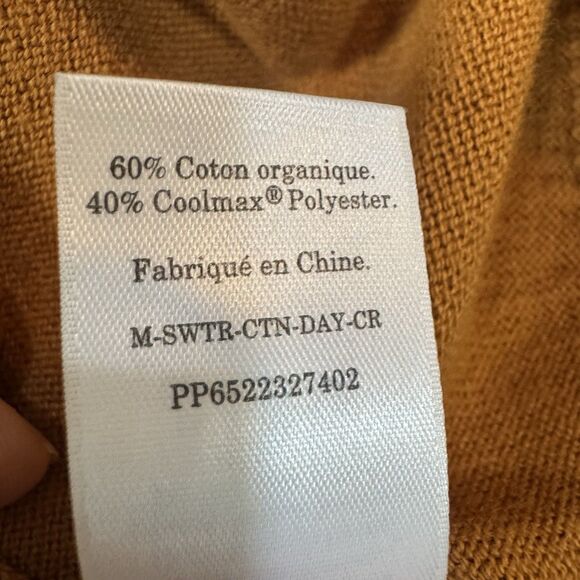 60% Coton organique.
40% Coolmax® Polyester.
Fabriqué en Chine.
M-SWTR-CTN-DAY-CR
PP6522327402